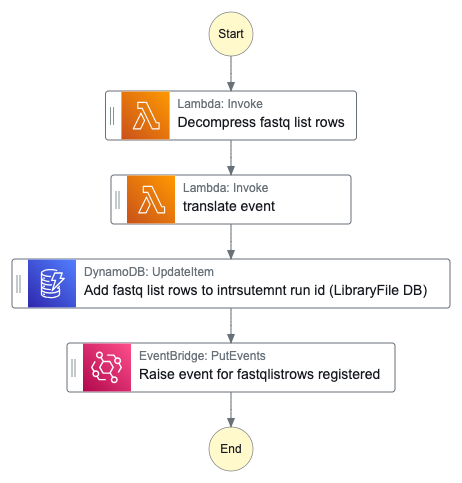 Start
Lambda: Invoke
Decompress fastq list rows
Lambda: Invoke
translate event
DynamoDB: UpdateItem
Add fastq list rows to intrsutemnt run id (LibraryFile DB)
EventBridge: PutEvents
Raise event for fastqlistrows registered
End